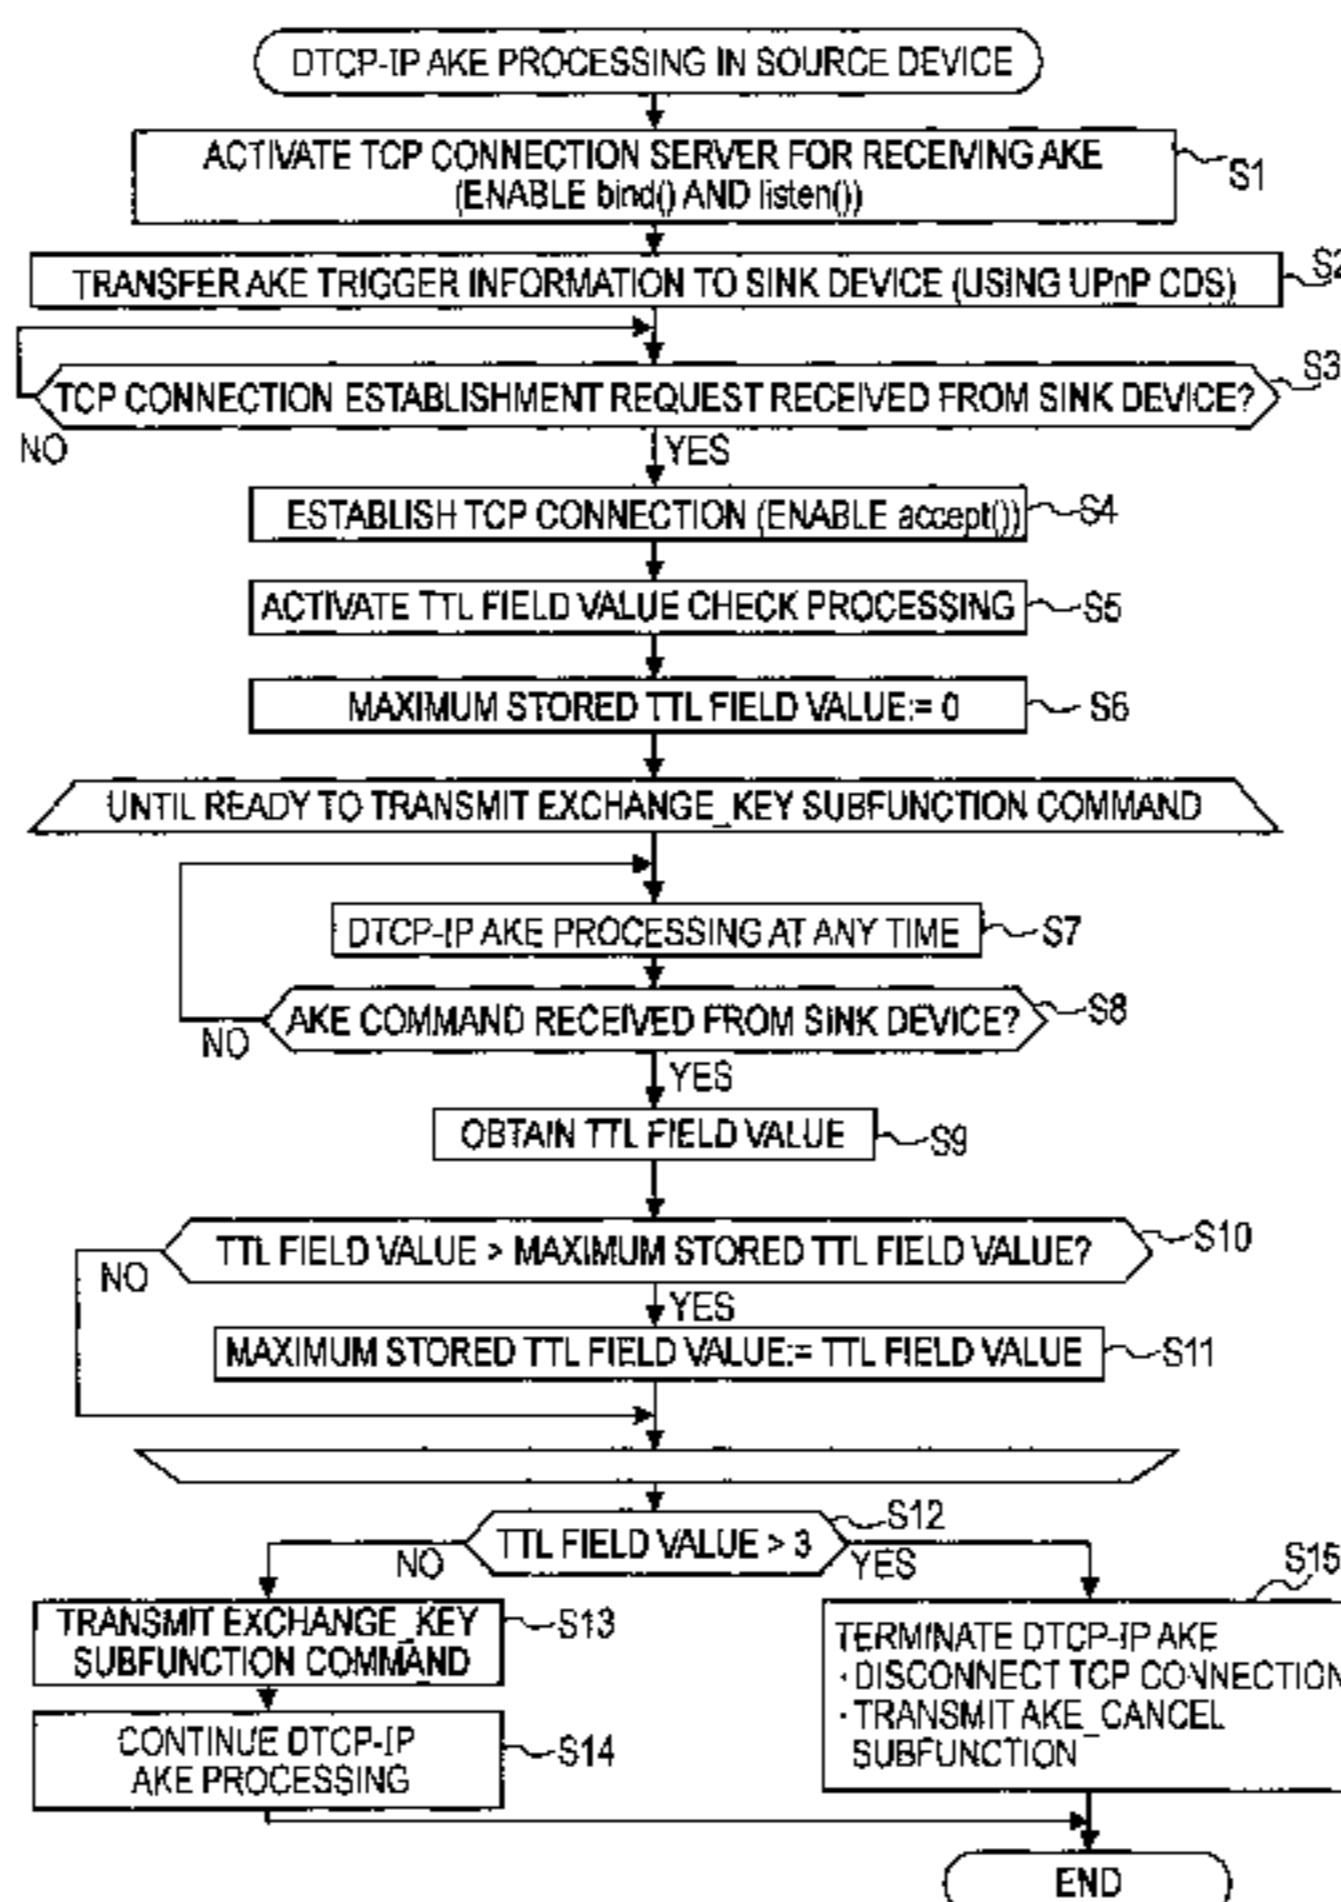 DTCP-IP AKE PROCESSING IN SOURCE DEVICE
ACTIVATE TCP CONNECTION SERVER FOR RECEIVING AKE
(ENABLE bind() AND listen())
S1
TRANSFER AKE TRIGGER INFORMATION TO SINK DEVICE (USING UPnP CDS)
S2
TCP CONNECTION ESTABLISHMENT REQUEST RECEIVED FROM SINK DEVICE?
S3
NO
YES
ESTABLISH TCP CONNECTION (ENABLE accept())
S4
ACTIVATE TTL FIELD VALUE CHECK PROCESSING
S5
MAXIMUM STORED TTL FIELD VALUE:= 0
S6
UNTIL READY TO TRANSMIT EXCHANGE_KEY SUBFUNCTION COMMAND
DTCP-IP AKE PROCESSING AT ANY TIME
S7
AKE COMMAND RECEIVED FROM SINK DEVICE?
S8
NO
YES
OBTAIN TTL FIELD VALUE
S9
TTL FIELD VALUE > MAXIMUM STORED TTL FIELD VALUE?
S10
NO
YES
MAXIMUM STORED TTL FIELD VALUE:= TTL FIELD VALUE
S11
TTL FIELD VALUE > 3
S12
NO
YES
TRANSMIT EXCHANGE_KEY
SUBFUNCTION COMMAND
S13
CONTINUE DTCP-IP
AKE PROCESSING
S14
S15
TERMINATE DTCP-IP AKE
· DISCONNECT TCP CONNECTION
· TRANSMIT AKE_CANCEL
SUBFUNCTION
END